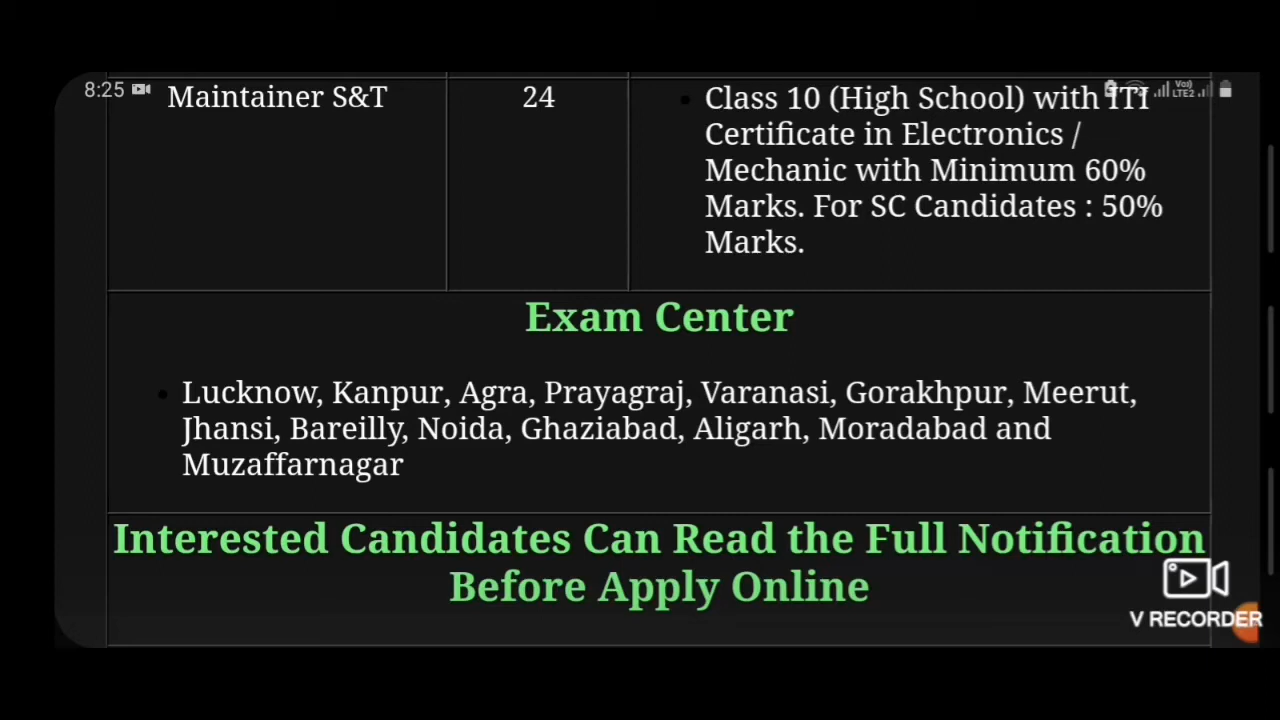 8:25
Maintainer S&T
24
Class 10 (High School) with ITI
Certificate in Electronics /
Mechanic with Minimum 60%
Marks. For SC Candidates : 50%
Marks.
Vo))
LTE2
Exam Center
Lucknow, Kanpur, Agra, Prayagraj, Varanasi, Gorakhpur, Meerut,
Jhansi, Bareilly, Noida, Ghaziabad, Aligarh, Moradabad and
Muzaffarnagar
Interested Candidates Can Read the Full Notification
Before Apply Online
V RECORDER